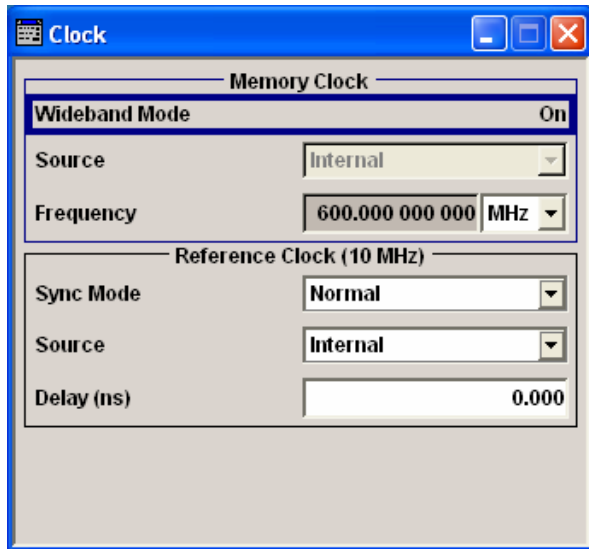 Clock
Memory Clock
Wideband Mode On
Source Internal
Frequency 600.000 000 000 MHz
Reference Clock (10 MHz)
Sync Mode Normal
Source Internal
Delay (ns) 0.000